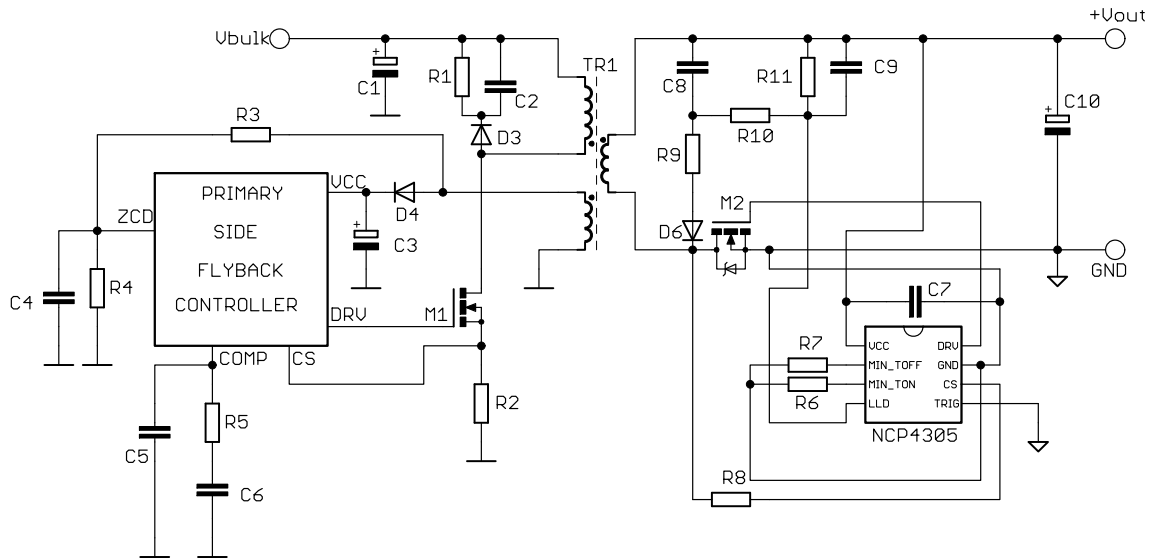 +Vout
Vbulk
+
C1
R1
C2
TR1
C8
R11
C9
+
C10
R3
D3
R10
R9
PRIMARY
SIDE
FLYBACK
CONTROLLER
VCC
D4
ZCD
+
C3
M2
D6
GND
C4
R4
DRV
M1
C7
COMP
CS
R7
R6
VCC
MIN_TOFF
MIN_TON
LLD
DRV
GND
CS
TRIG
NCP4305
R2
R5
C5
C6
R8